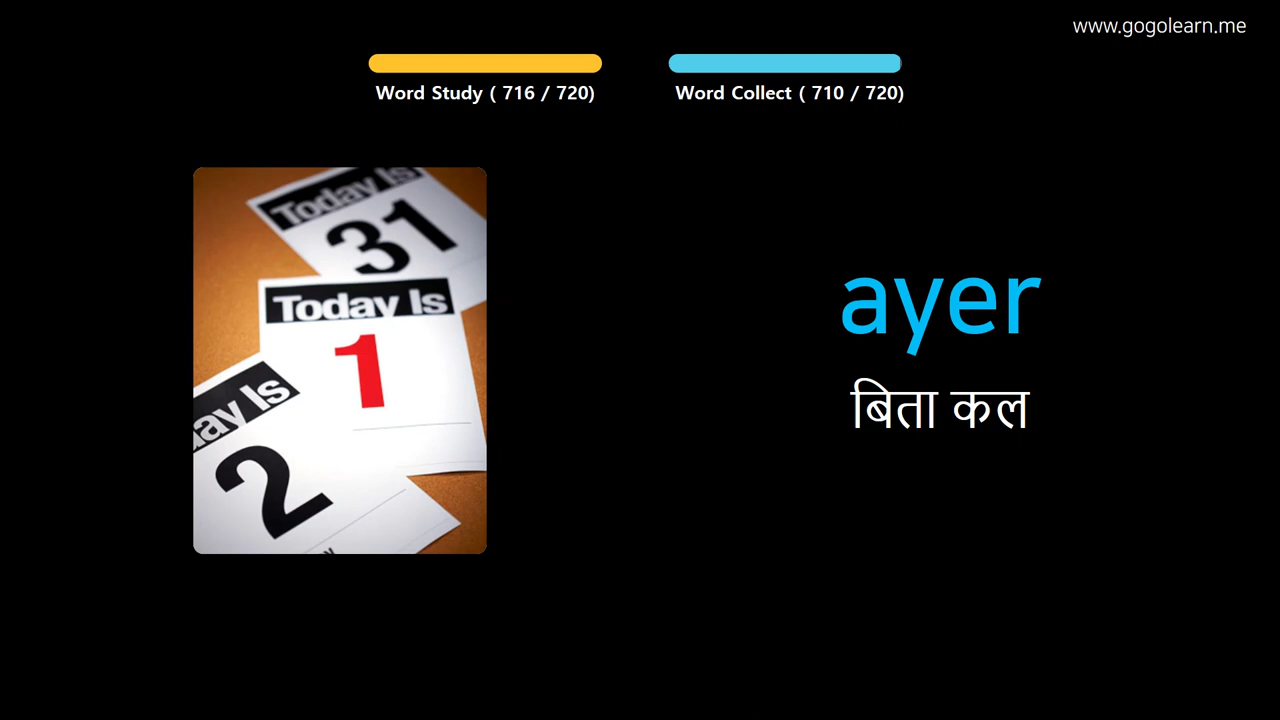 www.gogolearn.me
Word Study ( 716 / 720)
Word Collect ( 710 / 720)
Today Is
31
Today Is
1
ay Is
2
ayer
बिता कल